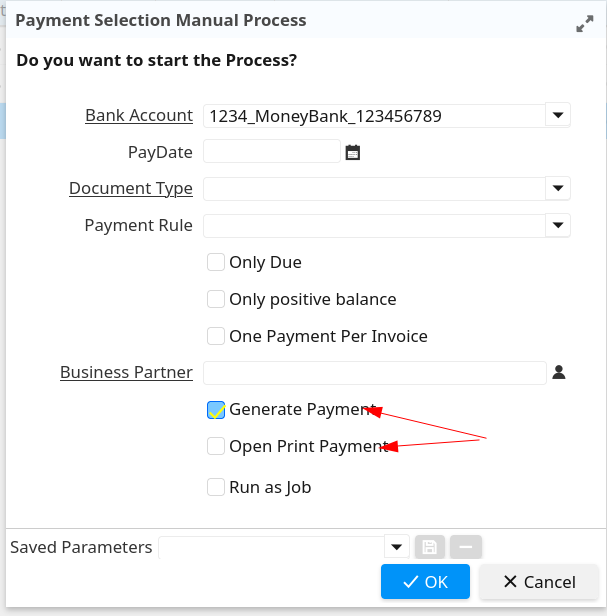 Payment Selection Manual Process
Do you want to start the Process?
Bank Account 1234_MoneyBank_123456789
PayDate
Document Type
Payment Rule
Only Due
Only positive balance
One Payment Per Invoice
Business Partner
Generate Payment
Open Print Payment
Run as Job
Saved Parameters
OK Cancel